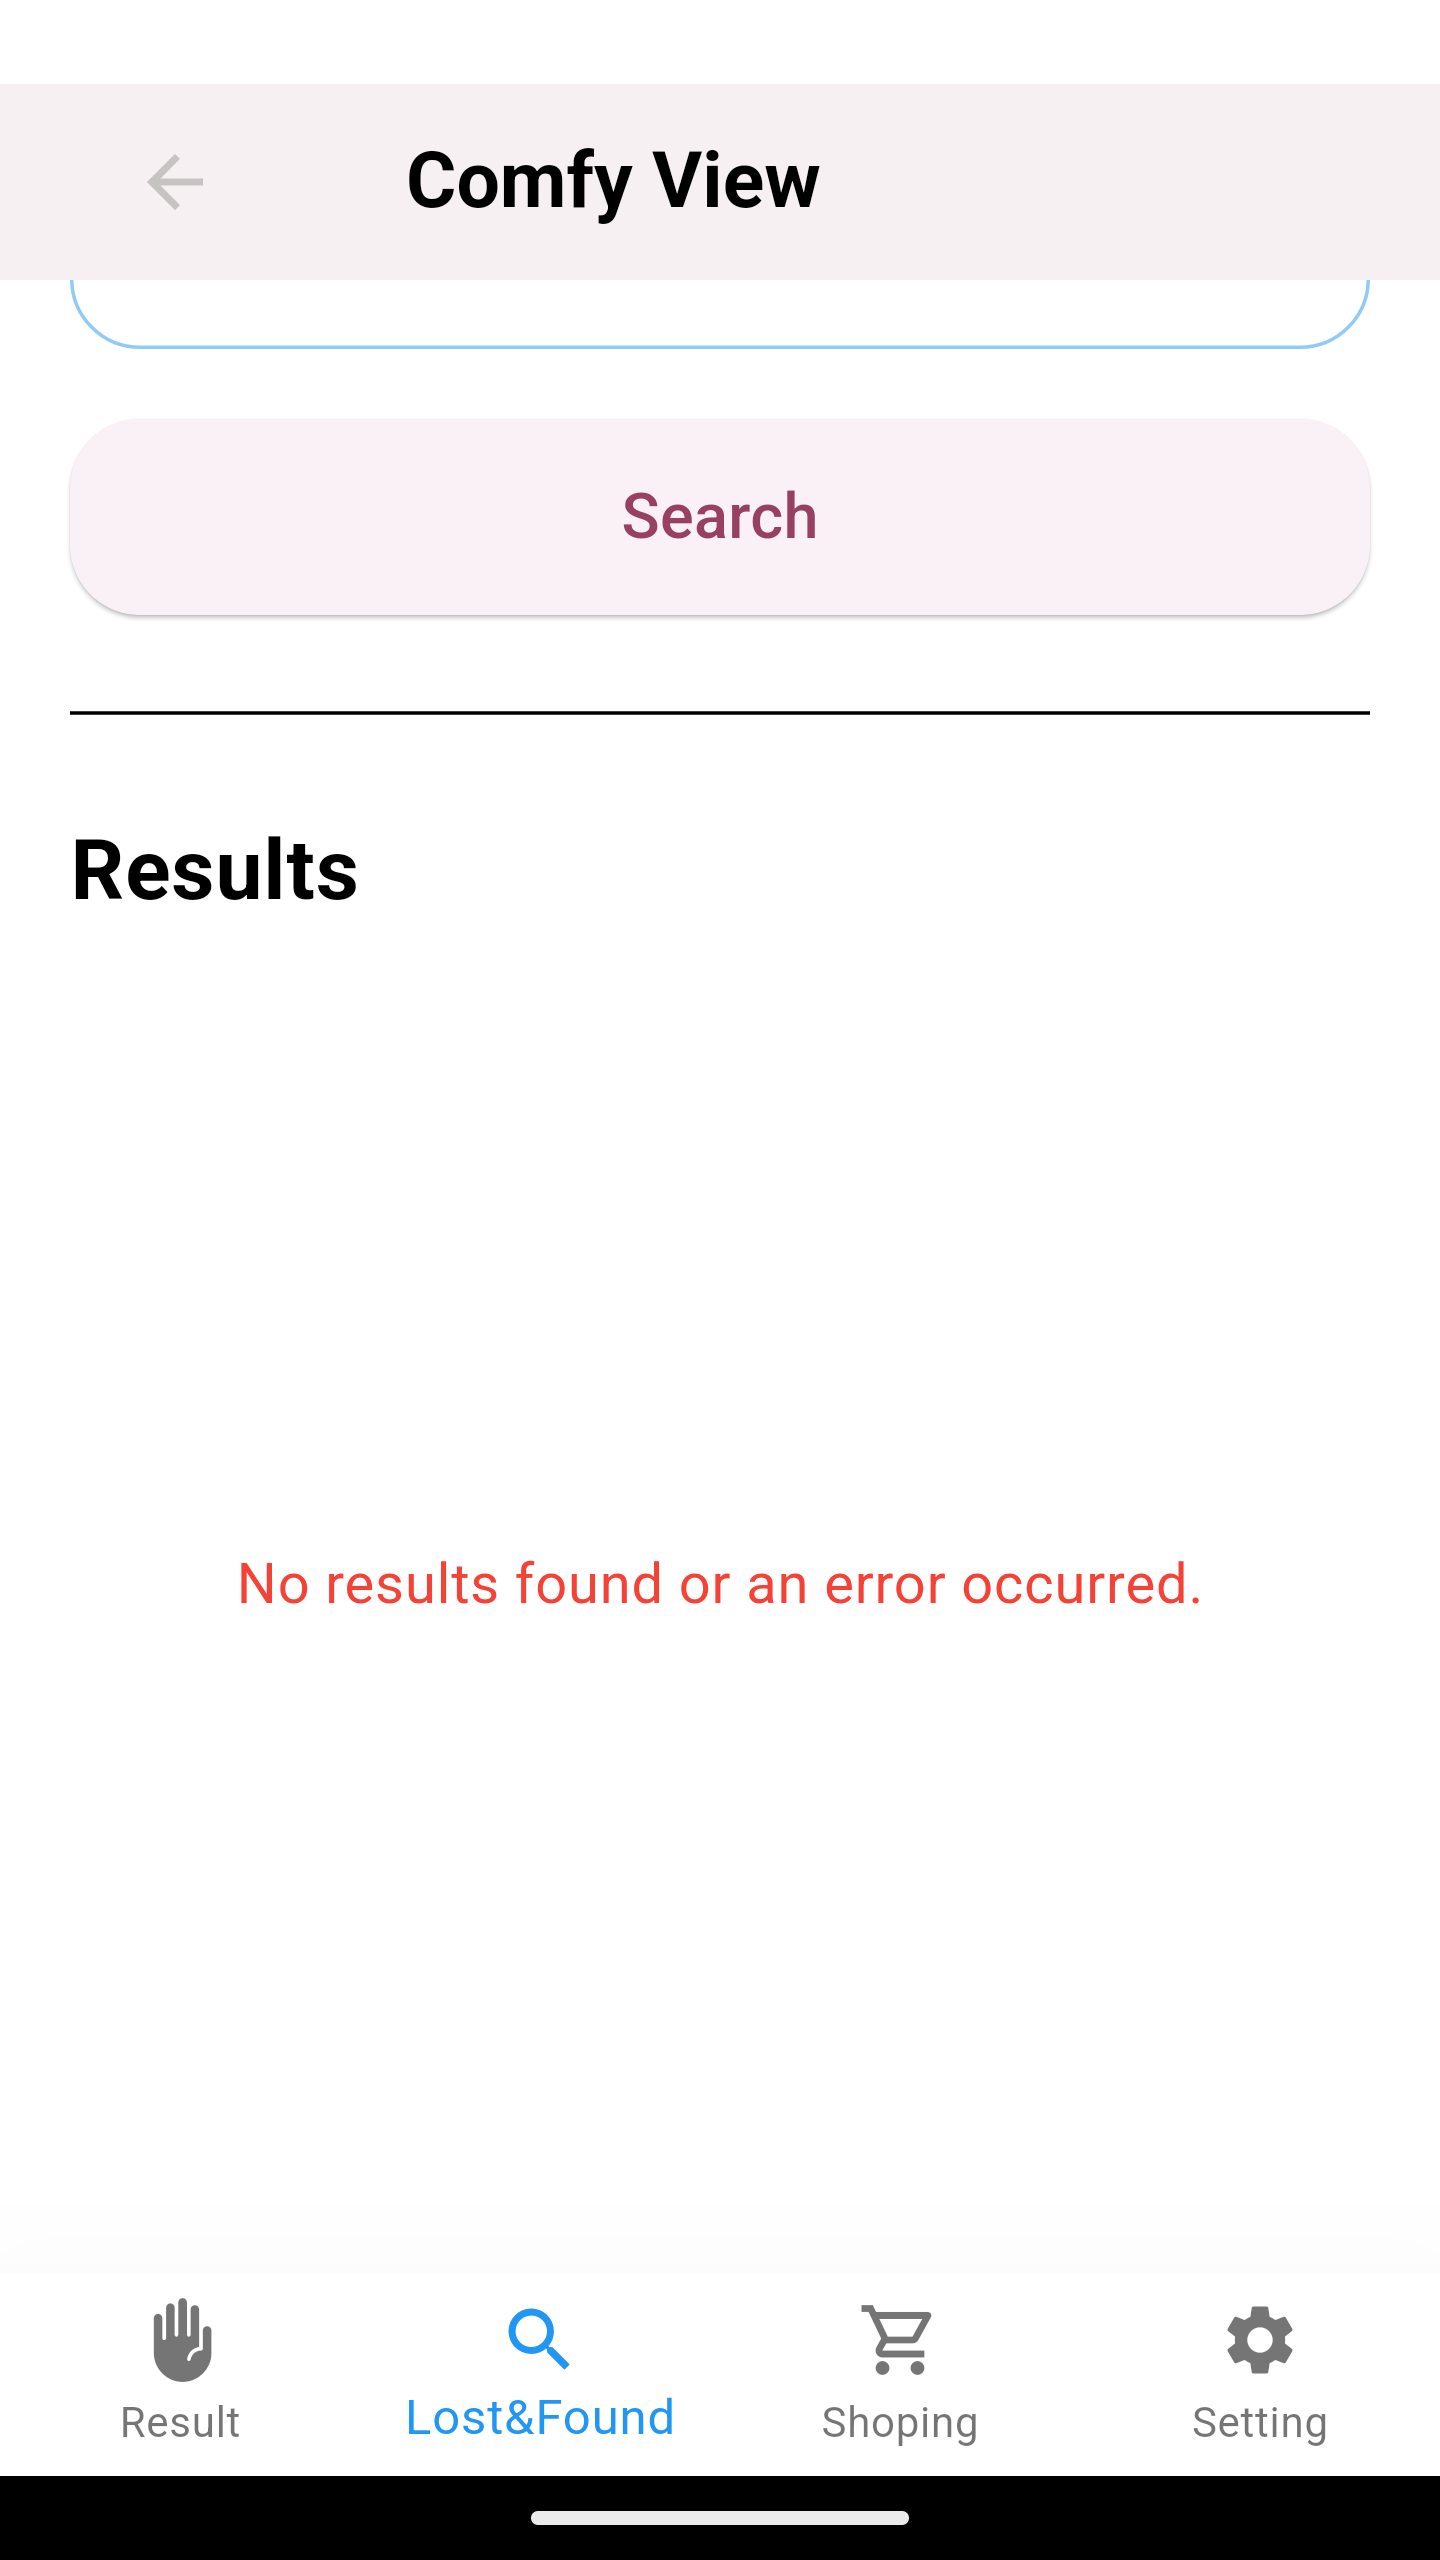 Comfy View
Search
Results
No results found or an error occurred.
Result
Lost&Found
Shoping
Setting